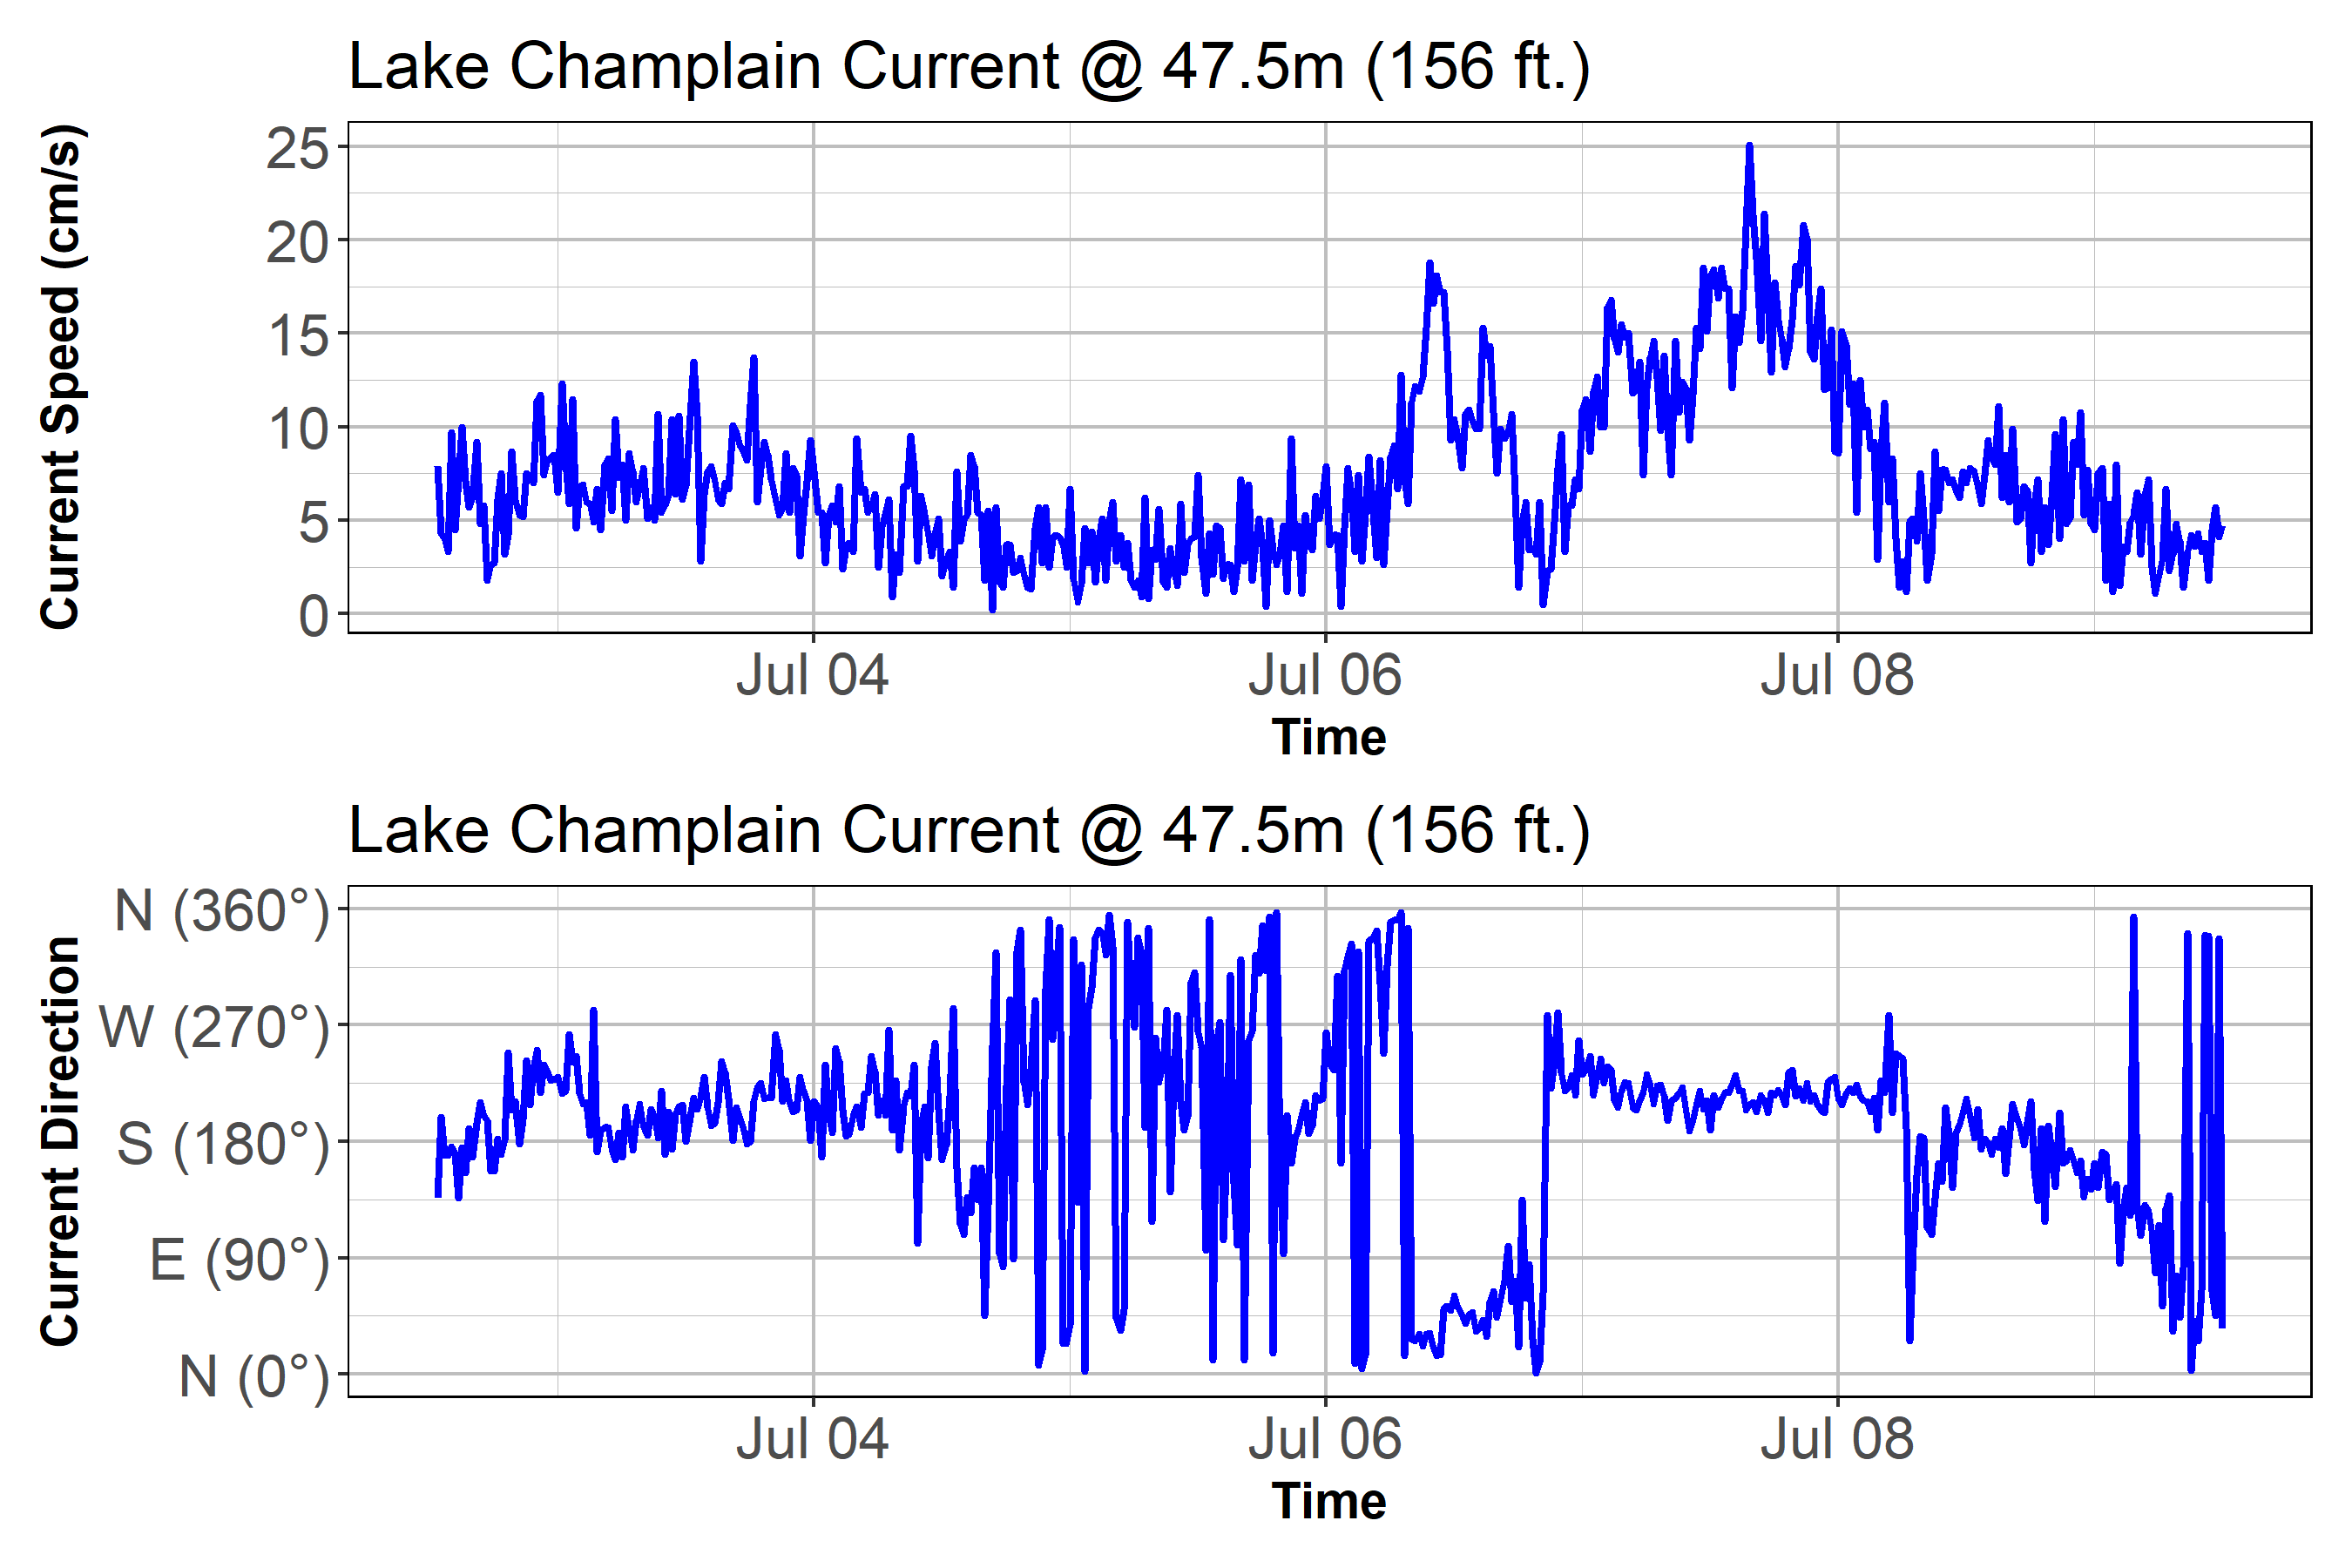 Lake Champlain Current @ 47.5m (156 ft.)
Current Speed (cm/s)
25
20
15
10
5
0
Jul 04 Jul 06 Jul 08
Time
Lake Champlain Current @ 47.5m (156 ft.)
Current Direction
N (360°)
W (270°)
S (180°)
E (90°)
N (0°)
Jul 04 Jul 06 Jul 08
Time